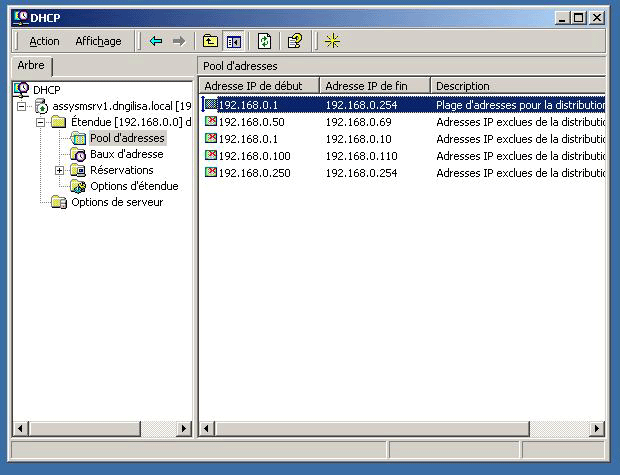 DHCP
Action Affichage
Arbre
DHCP
assysmsrv1.dngilisa.local [19
Étendue [192.168.0.0] d
Pool d'adresses
Baux d'adresse
Réservations
Options d'étendue
Options de serveur
Pool d'adresses
Adresse IP de début Adresse IP de fin Description
192.168.0.1 192.168.0.254 Plage d'adresses pour la distribution
192.168.0.50 192.168.0.69 Adresses IP exclues de la distributio
192.168.0.1 192.168.0.10 Adresses IP exclues de la distributio
192.168.0.100 192.168.0.110 Adresses IP exclues de la distributio
192.168.0.250 192.168.0.254 Adresses IP exclues de la distributio